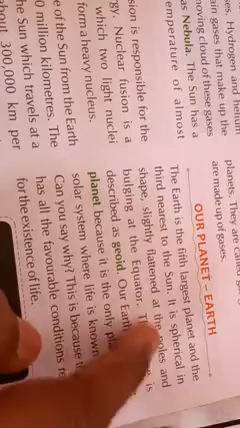 ses. Hydrogen and helium
ain gases that make up the
moving cloud of these gases
as Nebula. The Sun has a
temperature of almost
sion is responsible for the
rgy. Nuclear fusion is a
which two light nuclei
form a heavy nucleus.
e of the Sun from the Earth
0 million kilometres. The
the Sun which travels at a
about 300,000 km per
planets. They are called
are made up of gases.
OUR PLANET – EARTH
The Earth is the fifth largest planet and the
third nearest to the Sun. It is spherical in
shape, slightly flattened at the poles and
bulging at the Equator. is
described as geoid. Our Earth
planet because it is the only
solar system where life is known
Can you say why? This is because
has all the favourable conditions
for the existence of life.